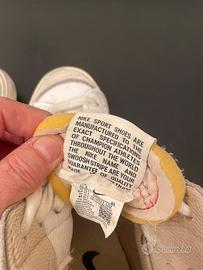 NIKE SPORT SHOES ARE
MANUFACTURED TO THE
EXACT SPECIFICATIONS
OF CHAMPION ATHLETES
THROUGHOUT THE WORLD
THE NIKE NAME AND
SWOOSH STRIPE ARE YOUR
GUARANTEE OF QUALITY
MADE